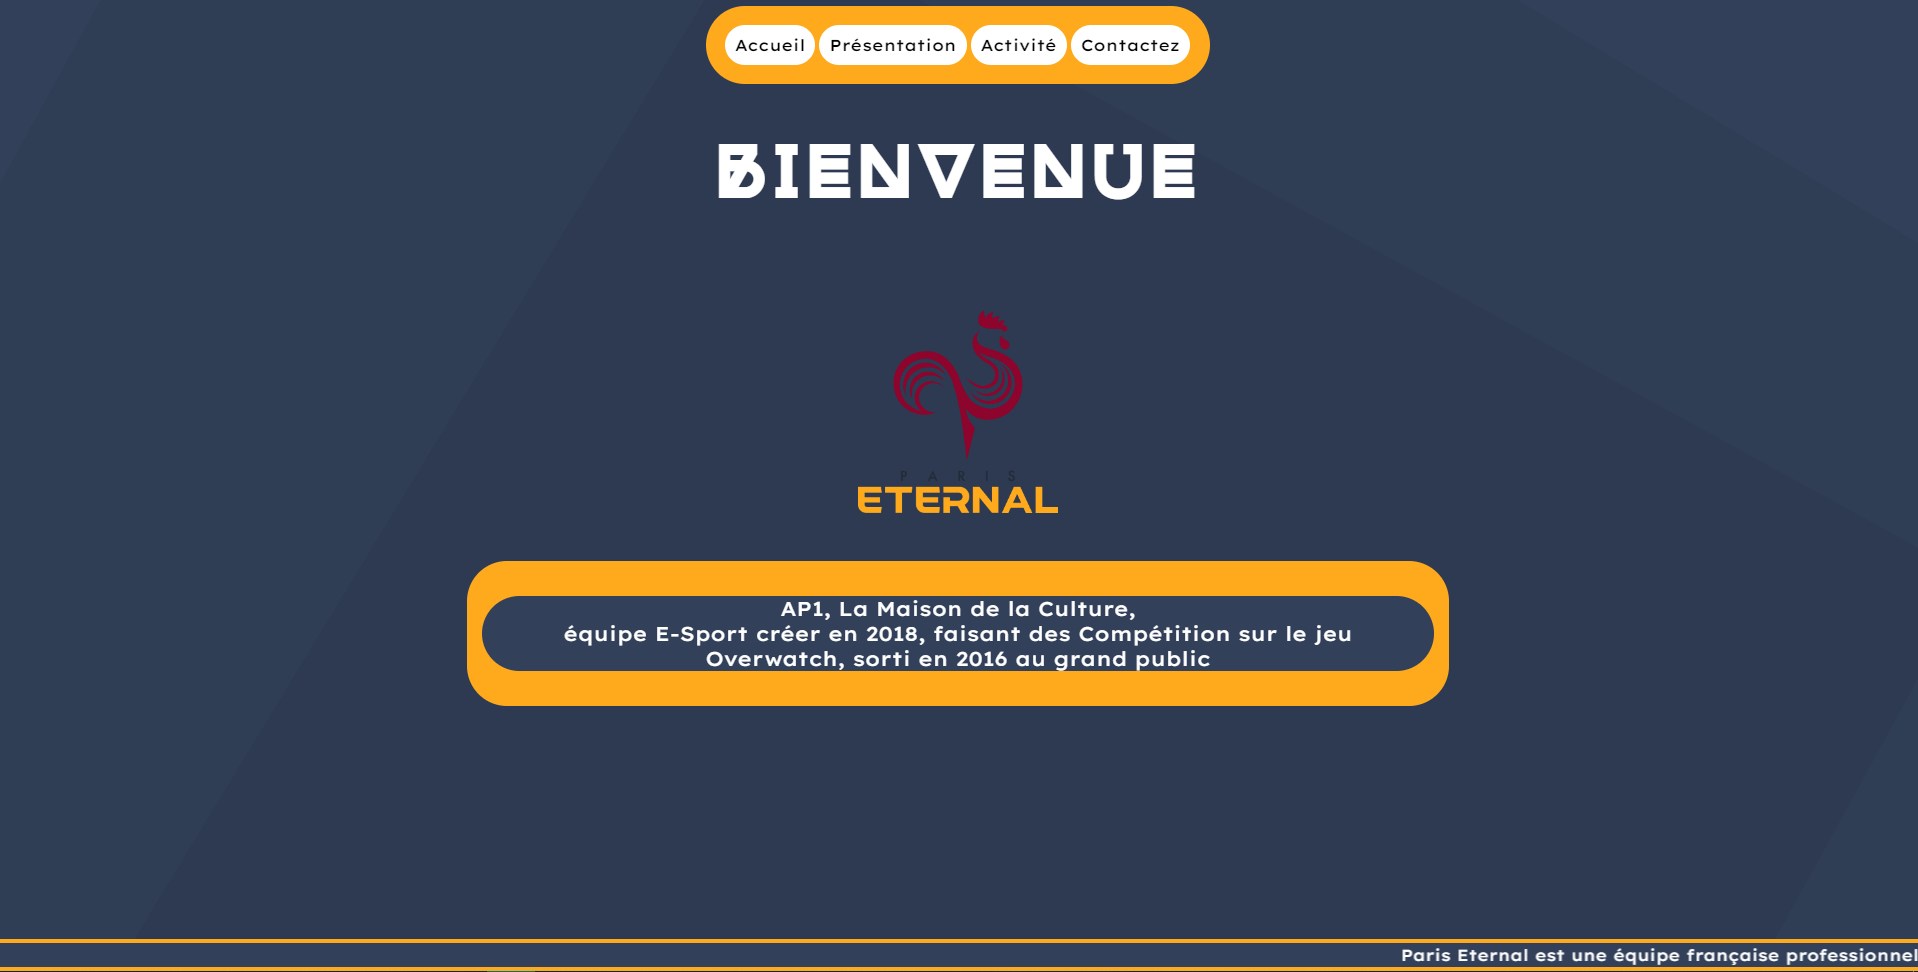 Accueil Présentation Activité Contactez
BIENVENUE
PARIS
ETERNAL
AP1, La Maison de la Culture,
équipe E-Sport créer en 2018, faisant des Compétition sur le jeu
Overwatch, sorti en 2016 au grand public
Paris Eternal est une équipe française professionnel